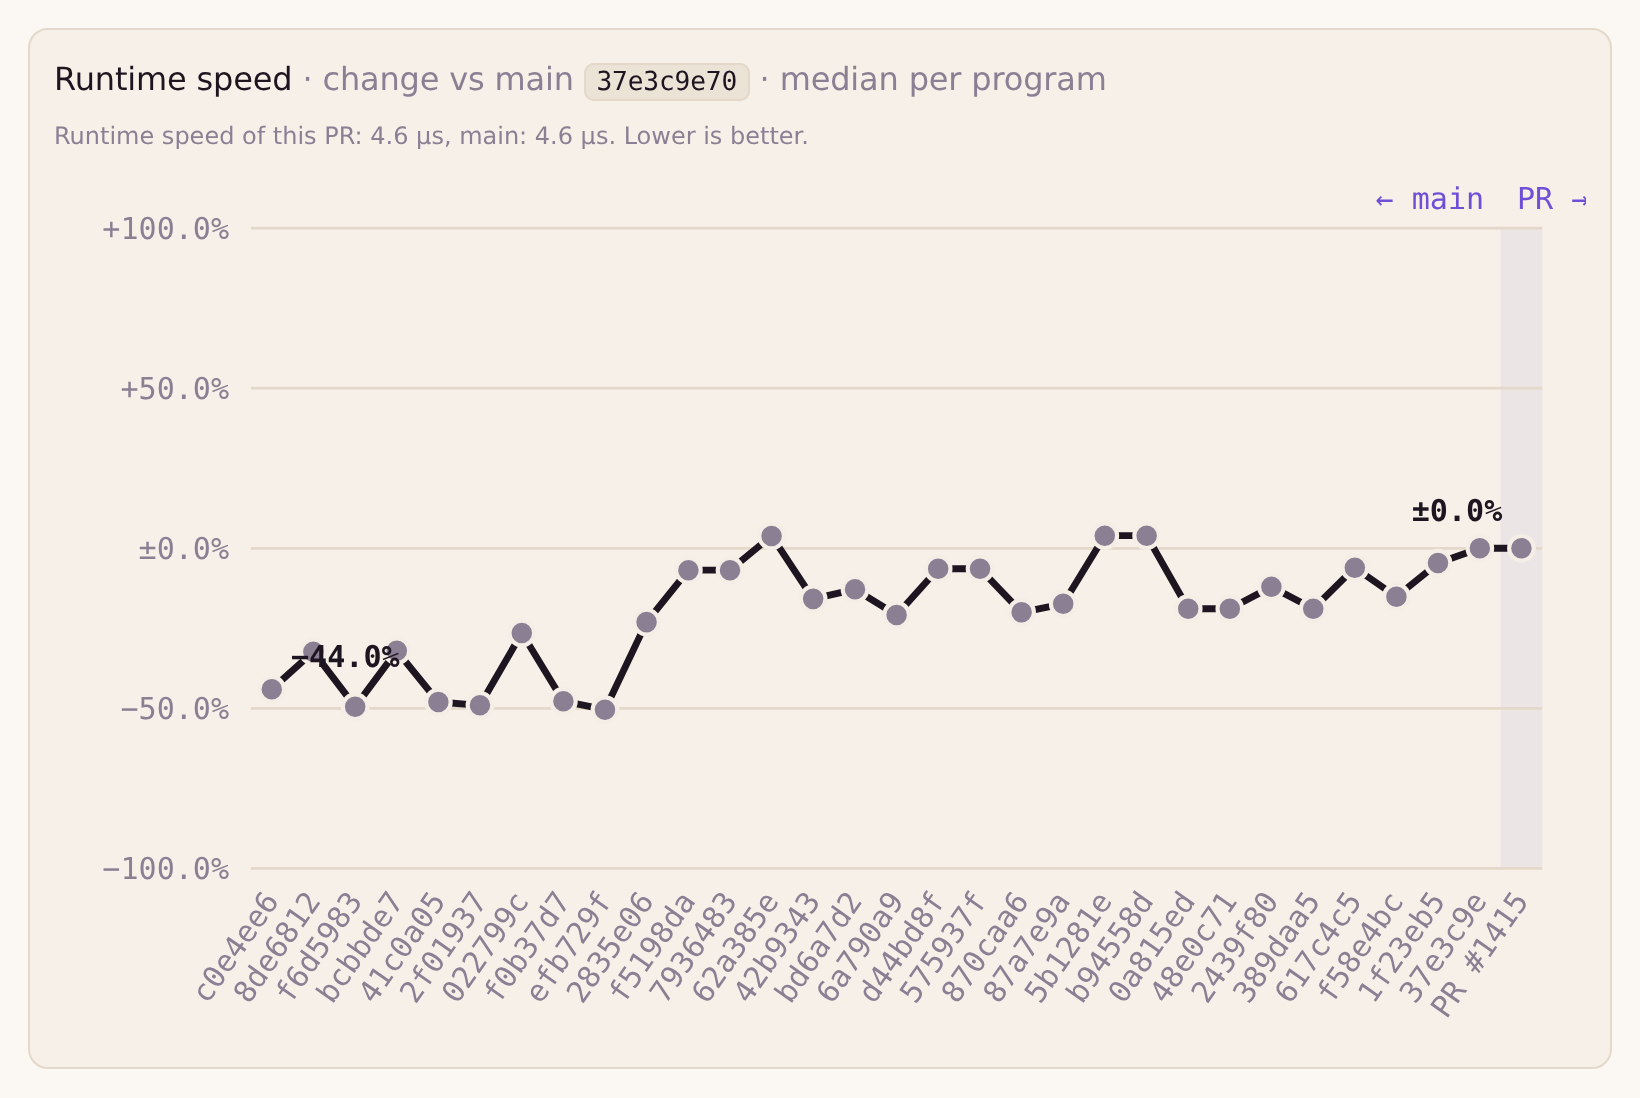 Runtime speed · change vs main 37e3c9e70 · median per program
Runtime speed of this PR: 4.6 µs, main: 4.6 µs. Lower is better.
← main PR →
+100.0%
+50.0%
±0.0%
−50.0%
−100.0%
−44.0%
±0.0%
c0e4ee6
8de6812
f6d5983
bcbbde7
41c0a05
2f01937
022799c
f0b37d7
efb729f
2835e06
f5198da
7936483
62a385e
42b9343
bd6a7d2
6a790a9
d44bd8f
575937f
870caa6
87a7e9a
5b1281e
b94558d
0a815ed
48e0c71
2439f80
389daa5
617c4c5
f58e4bc
1f23eb5
37e3c9e
PR #1415